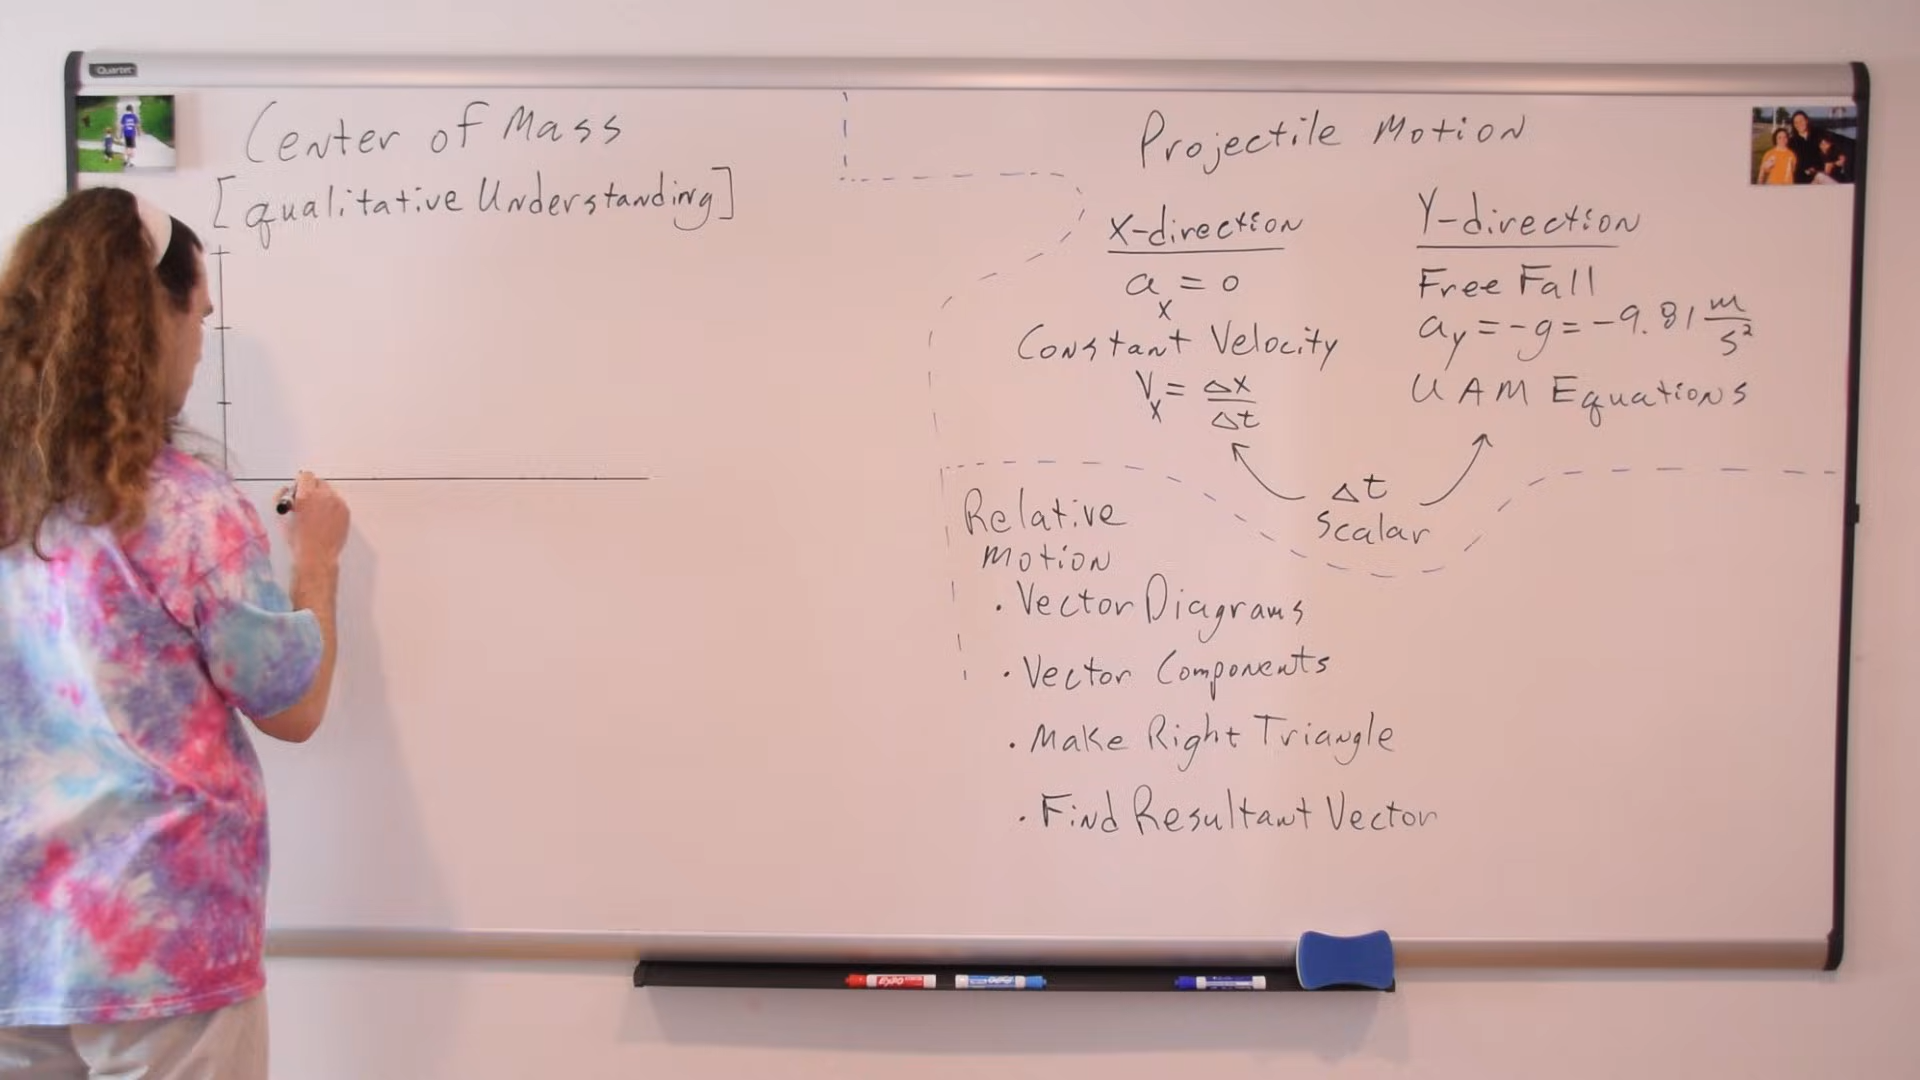 Quartet
Center of Mass
[qualitative Understanding]
Projectile Motion
X-direction
a_x = 0
Constant Velocity
V_x = Δx/Δt
Y-direction
Free Fall
a_y = -g = -9.81 m/s²
UAM Equations
Δt
Scalar
Relative
Motion
· Vector Diagrams
· Vector Components
· Make Right Triangle
· Find Resultant Vector
EXPO